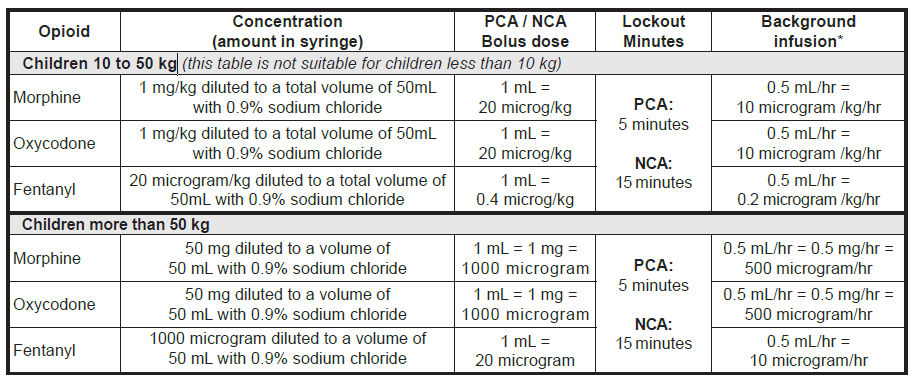 Opioid
Concentration
(amount in syringe)
PCA / NCA
Bolus dose
Lockout
Minutes
Background
infusion*
Children 10 to 50 kg (this table is not suitable for children less than 10 kg)
Morphine
1 mg/kg diluted to a total volume of 50mL
with 0.9% sodium chloride
1 mL =
20 microg/kg
PCA:
5 minutes
NCA:
15 minutes
0.5 mL/hr =
10 microgram /kg/hr
Oxycodone
1 mg/kg diluted to a total volume of 50mL
with 0.9% sodium chloride
1 mL =
20 microg/kg
0.5 mL/hr =
10 microgram /kg/hr
Fentanyl
20 microgram/kg diluted to a total volume of
50mL with 0.9% sodium chloride
1 mL =
0.4 microg/kg
0.5 mL/hr =
0.2 microgram /kg/hr
Children more than 50 kg
Morphine
50 mg diluted to a volume of
50 mL with 0.9% sodium chloride
1 mL = 1 mg =
1000 microgram
PCA:
5 minutes
NCA:
15 minutes
0.5 mL/hr = 0.5 mg/hr =
500 microgram/hr
Oxycodone
50 mg diluted to a volume of
50 mL with 0.9% sodium chloride
1 mL = 1 mg =
1000 microgram
0.5 mL/hr = 0.5 mg/hr =
500 microgram/hr
Fentanyl
1000 microgram diluted to a volume of
50 mL with 0.9% sodium chloride
1 mL =
20 microgram
0.5 mL/hr =
10 microgram/hr